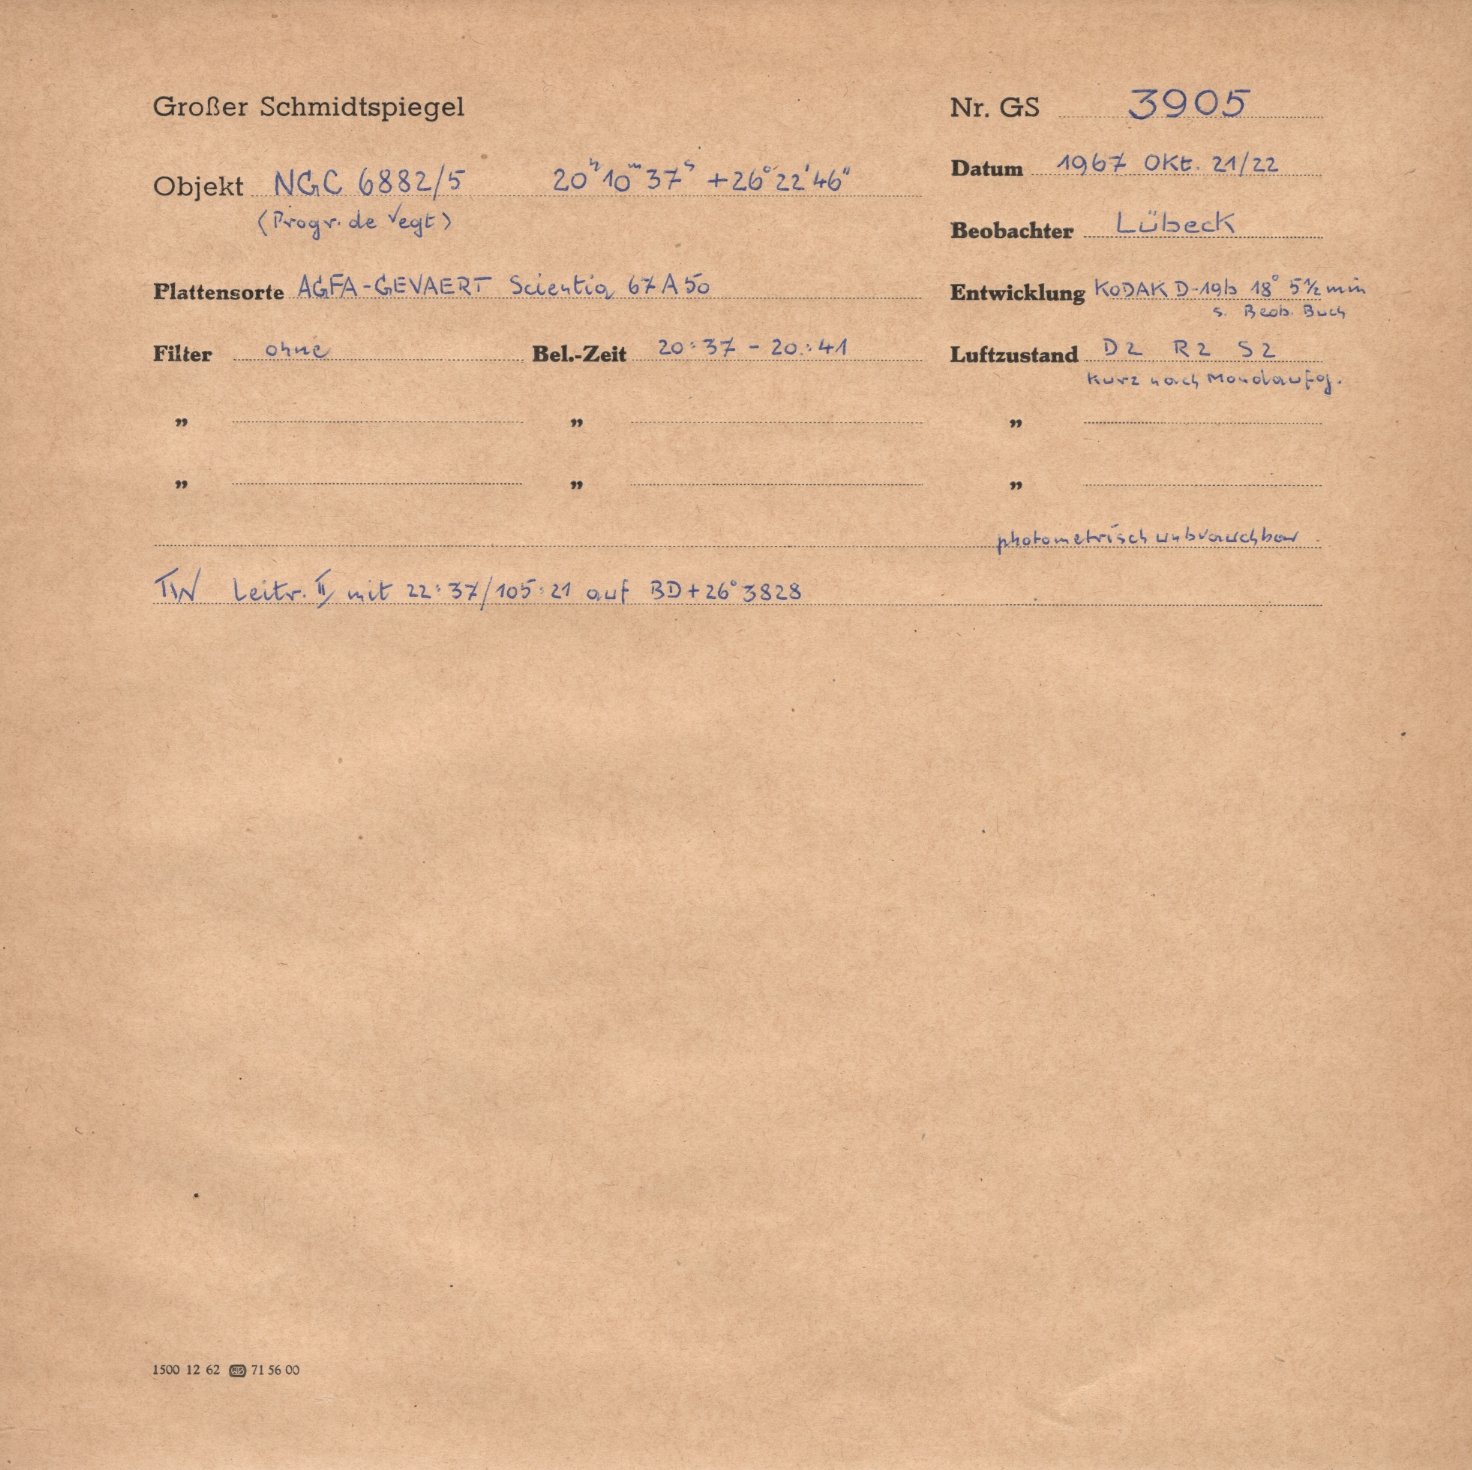 Großer Schmidtspiegel Nr. GS 3905
Objekt NGC 6882/5 20ʰ10ᵐ37ˢ +26°22'46" Datum 1967 Okt. 21/22
(Progr. de Vegt) Beobachter Lübeck
Plattensorte AGFA-GEVAERT Scientia 67A50 Entwicklung KODAK D-19b 18° 5½ min
s. Beob. Buch
Filter ohne Bel.-Zeit 20:37 - 20:41 Luftzustand D2 R2 S2
kurz nach Mondaufg.
„ „ „
„ „ „
photometrisch unbrauchbar.
Leitr. II mit 22:37/105:21 auf BD+26°3828
1500 12 62 71 56 00